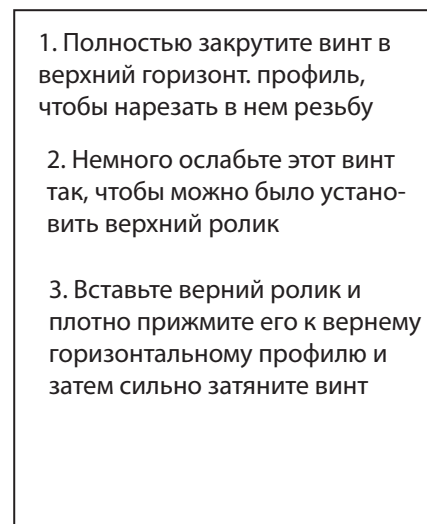 1. Полностью закрутите винт в
верхний горизонт. профиль,
чтобы нарезать в нем резьбу
2. Немного ослабьте этот винт
так, чтобы можно было устано-
вить верхний ролик
3. Вставьте верний ролик и
плотно прижмите его к вернему
горизонтальному профилю и
затем сильно затяните винт